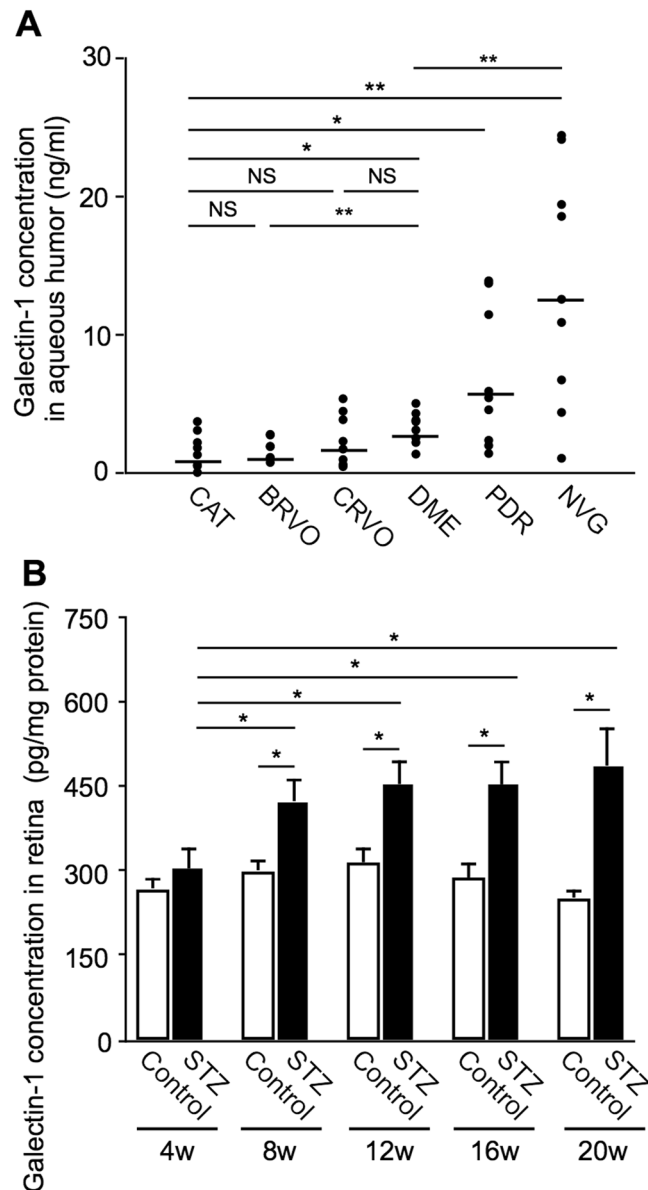 A
Galectin-1 concentration
in aqueous humor (ng/ml)
30
20
10
0
**
**
*
*
NS NS
NS **
CAT BRVO CRVO DME PDR NVG
B
Galectin-1 concentration in retina (pg/mg protein)
750
600
450
300
150
0
*
*
*
*
* * * * 
Control STZ Control STZ Control STZ Control STZ Control STZ
4w 8w 12w 16w 20w